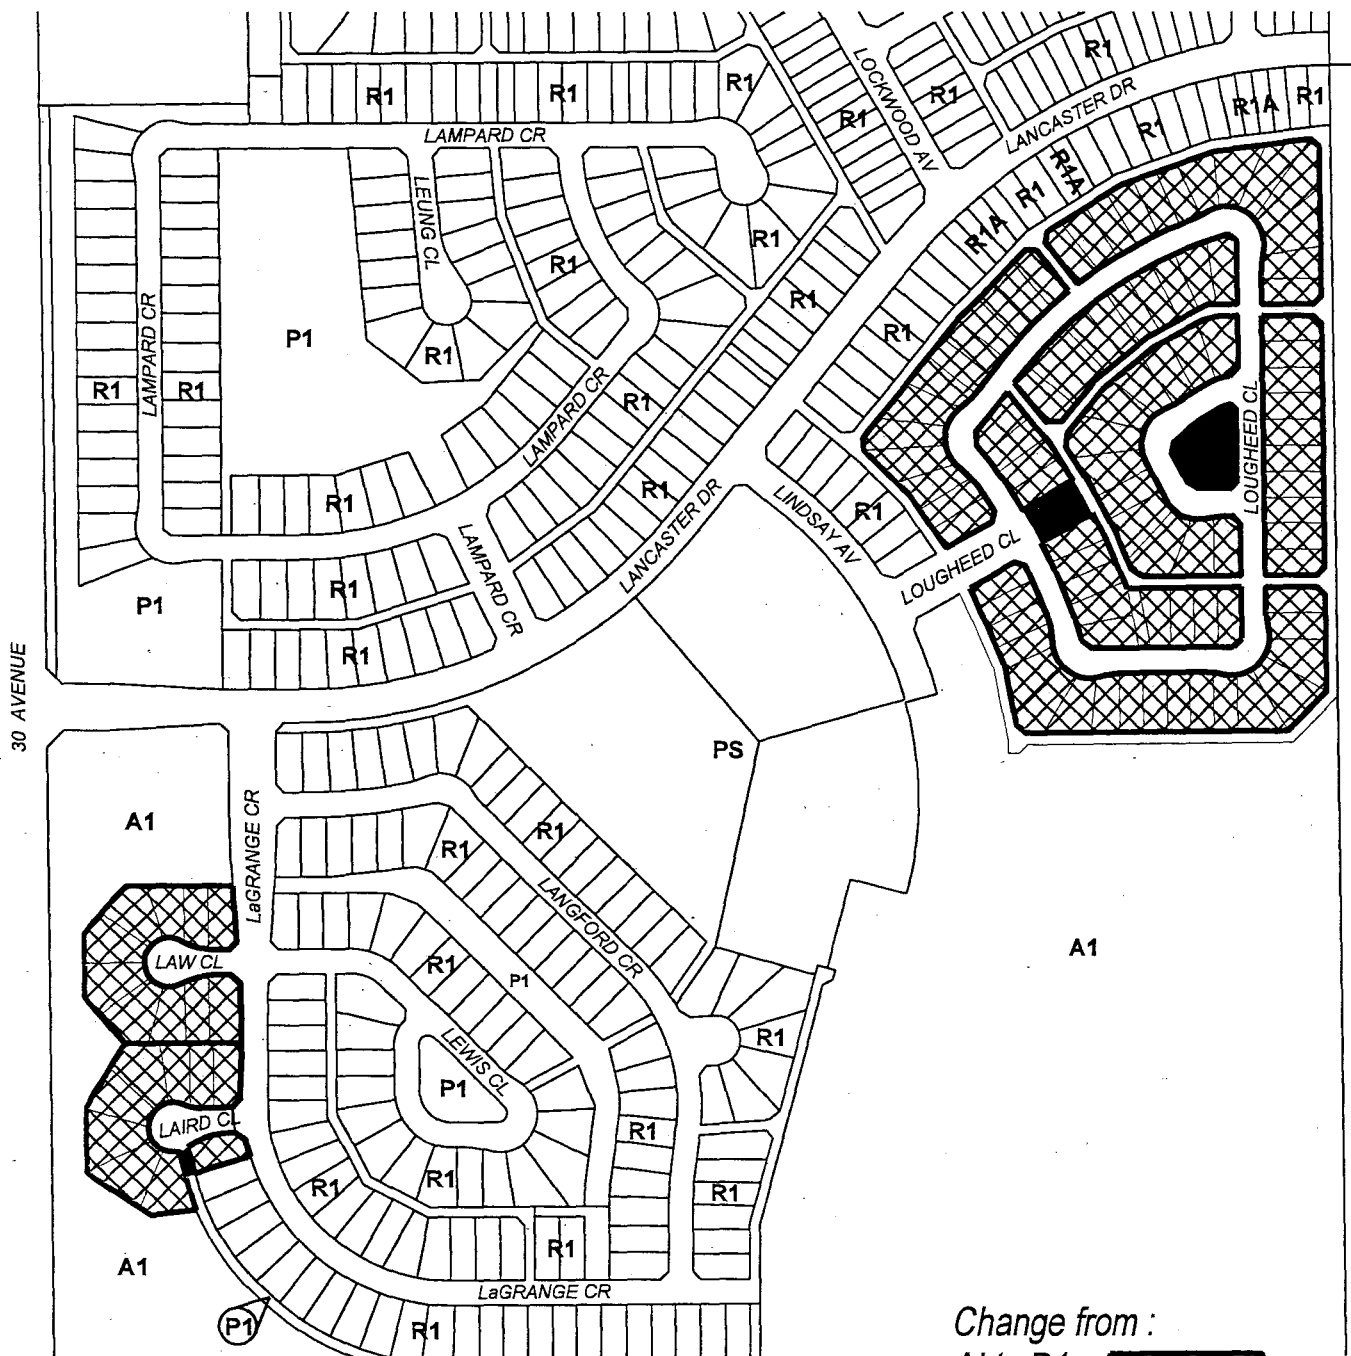 R1
R1
R1
R1
R1
R1
LOCKWOOD AV
LANCASTER DR
R1
R1A
R1
LAMPARD CR
LEUNG CL
R1A
R1
R1A
R1
R1
R1
R1
P1
R1
R1
LAMPARD CR
R1
R1
LAMPARD CR
R1
LOUGHEED CL
R1
R1
LANCASTER DR
LINDSAY AV
R1
LAMPARD CR
LOUGHEED CL
R1
P1
R1
30 AVENUE
PS
A1
LaGRANGE CR
R1
R1
LANGFORD CR
A1
LAW CL
R1
P1
R1
LEWIS CL
P1
LAIRD CL
R1
R1
R1
R1
R1
A1
LaGRANGE CR
P1
R1
Change from :